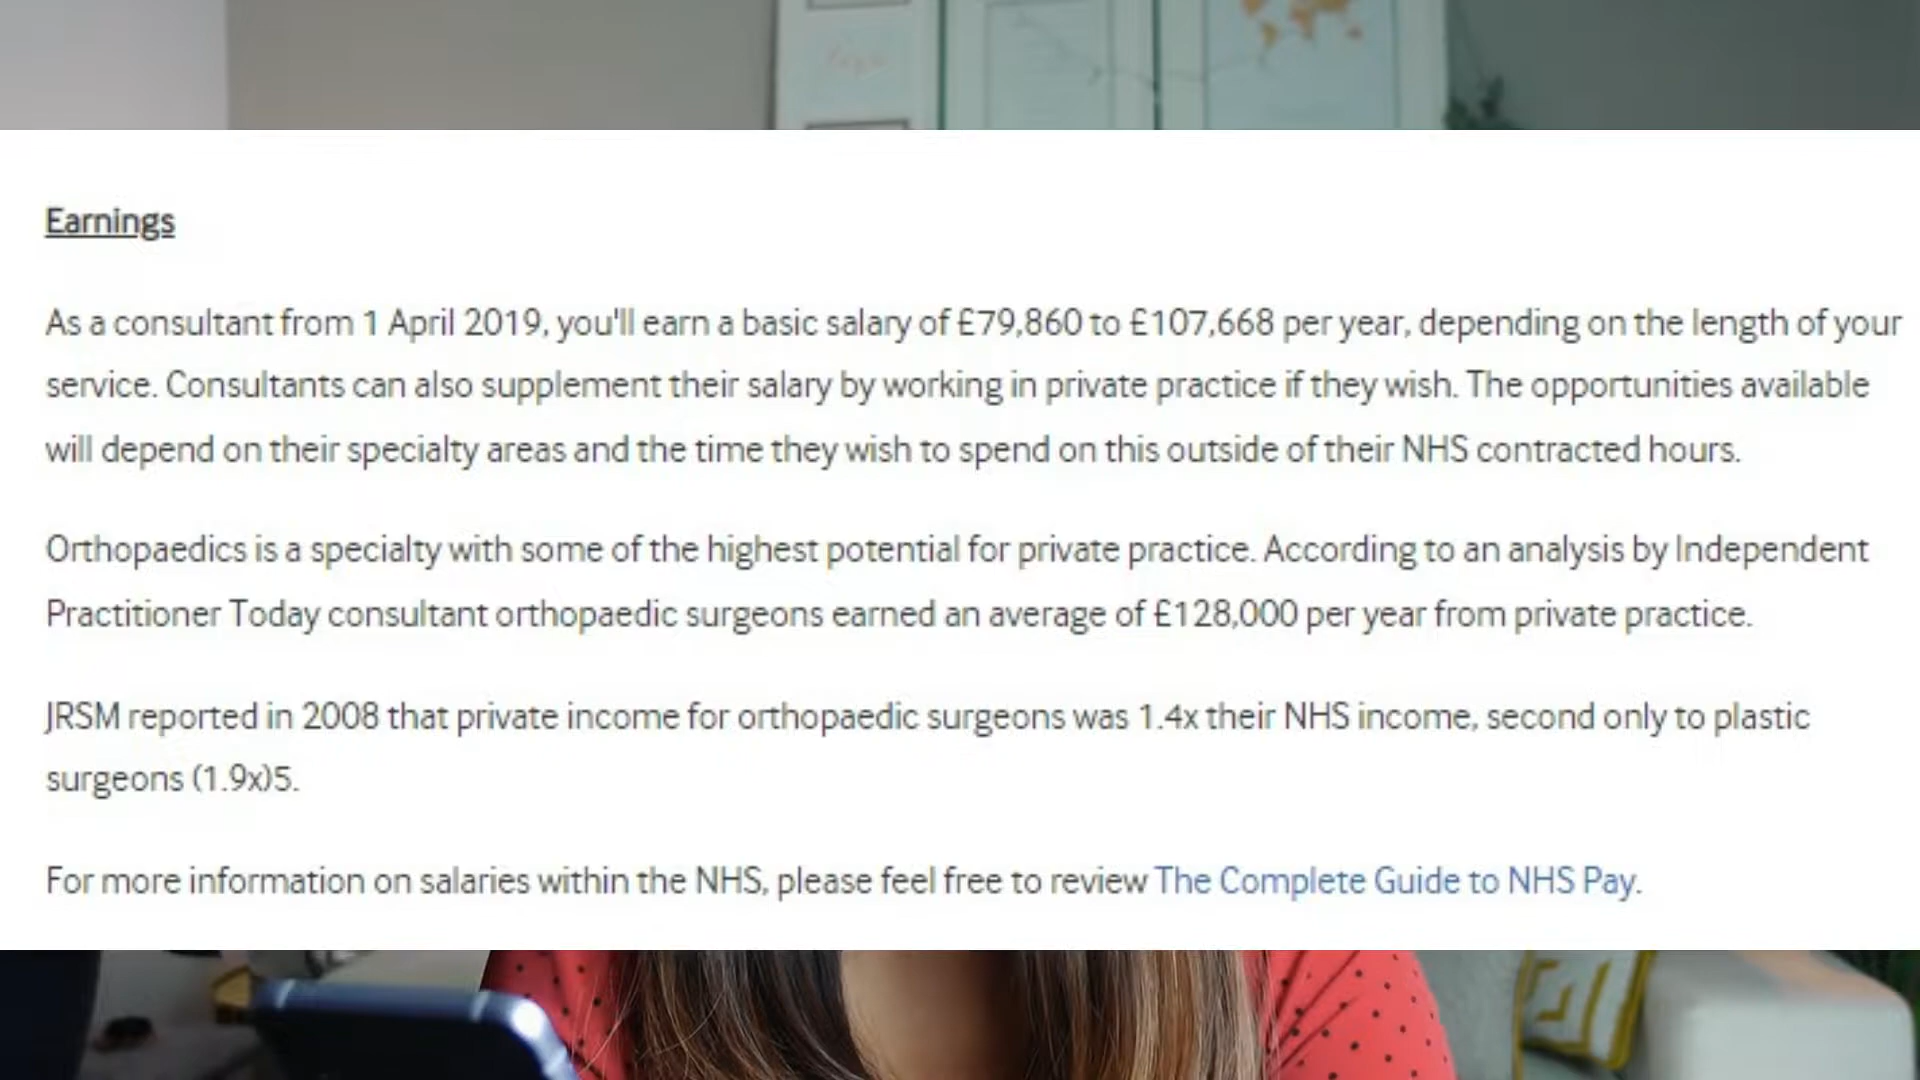 Earnings
As a consultant from 1 April 2019, you'll earn a basic salary of £79,860 to £107,668 per year, depending on the length of your
service. Consultants can also supplement their salary by working in private practice if they wish. The opportunities available
will depend on their specialty areas and the time they wish to spend on this outside of their NHS contracted hours.
Orthopaedics is a specialty with some of the highest potential for private practice. According to an analysis by Independent
Practitioner Today consultant orthopaedic surgeons earned an average of £128,000 per year from private practice.
JRSM reported in 2008 that private income for orthopaedic surgeons was 1.4x their NHS income, second only to plastic
surgeons (1.9x)5.
For more information on salaries within the NHS, please feel free to review The Complete Guide to NHS Pay.